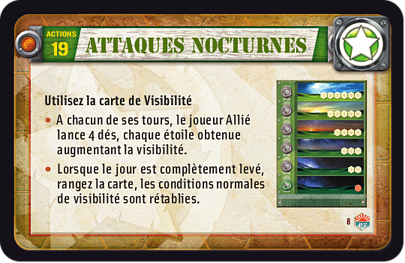 ACTIONS
19
ATTAQUES NOCTURNES
Utilisez la carte de Visibilité
• A chacun de ses tours, le joueur Allié
lance 4 dés, chaque étoile obtenue
augmentant la visibilité.
• Lorsque le jour est complètement levé,
rangez la carte, les conditions normales
de visibilité sont rétablies.
8